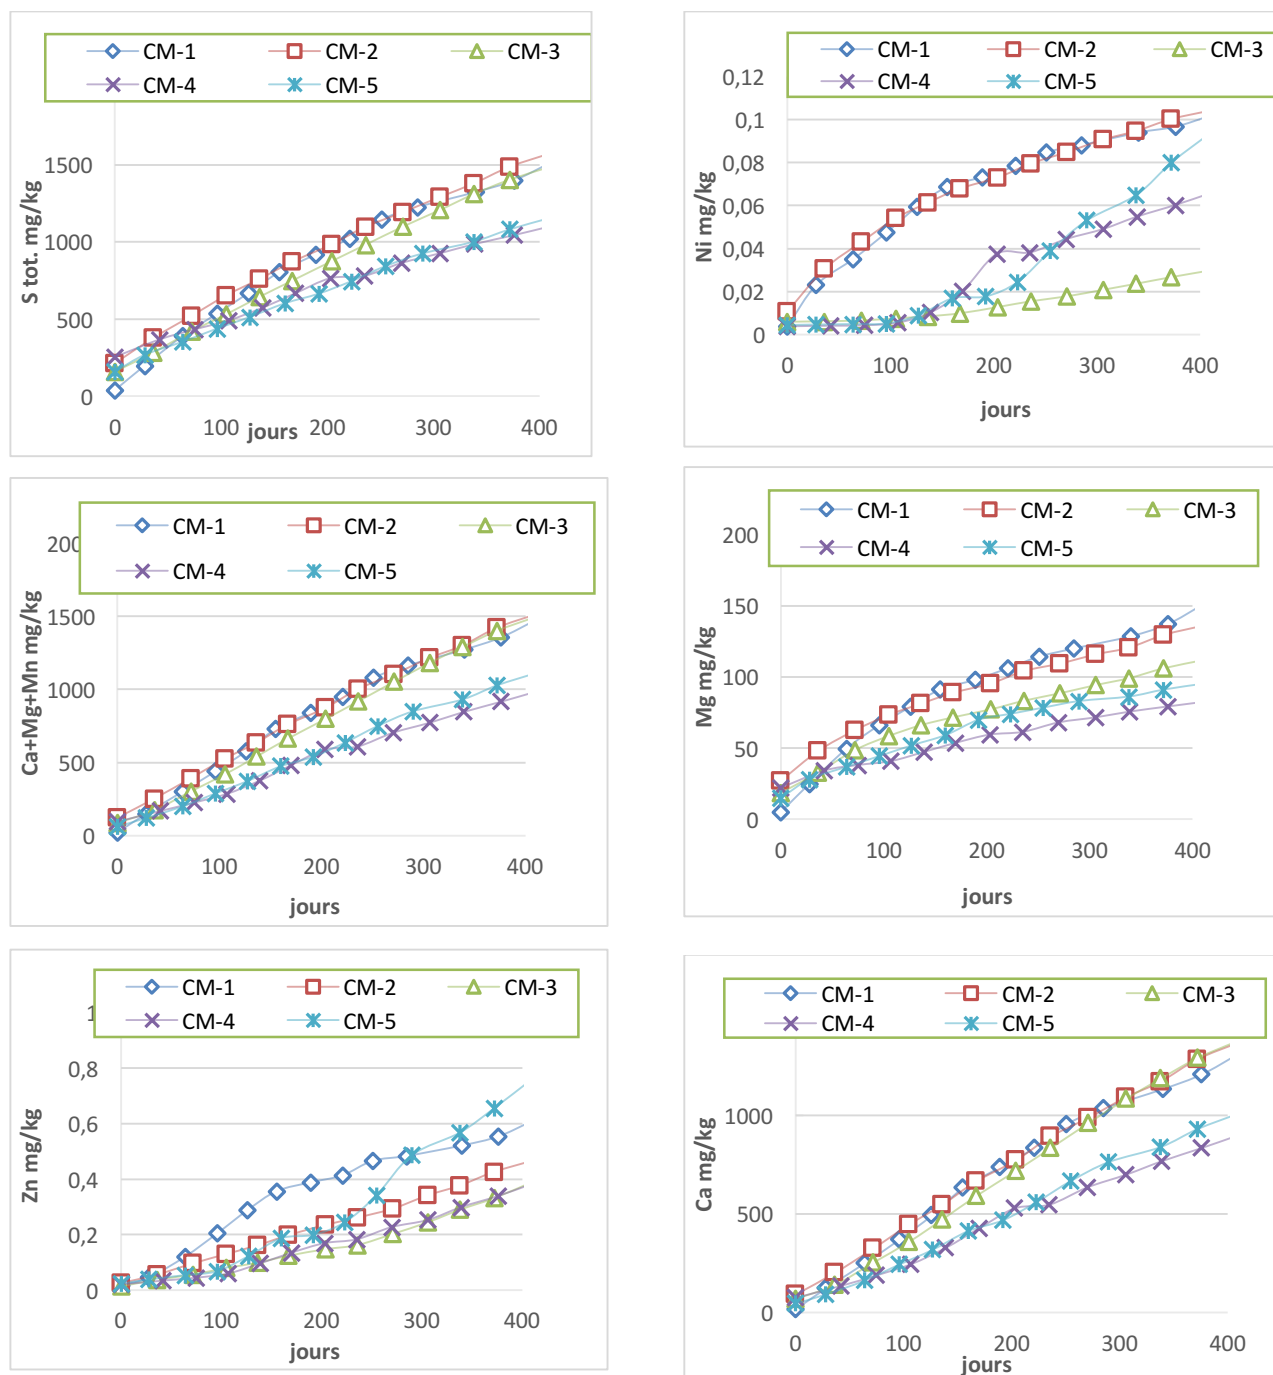 CM-1 CM-2 CM-3
CM-4 CM-5
S tot. mg/kg
1500
1000
500
0
0 100 200 300 400
jours
CM-1 CM-2 CM-3
CM-4 CM-5
Ni mg/kg
0,12
0,1
0,08
0,06
0,04
0,02
0
0 100 200 300 400
jours
CM-1 CM-2 CM-3
CM-4 CM-5
Ca+Mg+Mn mg/kg
200
1500
1000
500
0
0 100 200 300 400
jours
CM-1 CM-2 CM-3
CM-4 CM-5
Mg mg/kg
200
150
100
50
0
0 100 200 300 400
jours
CM-1 CM-2 CM-3
CM-4 CM-5
Zn mg/kg
1
0,8
0,6
0,4
0,2
0
0 100 200 300 400
jours
CM-1 CM-2 CM-3
CM-4 CM-5
Ca mg/kg
1000
500
0
0 100 200 300 400
jours